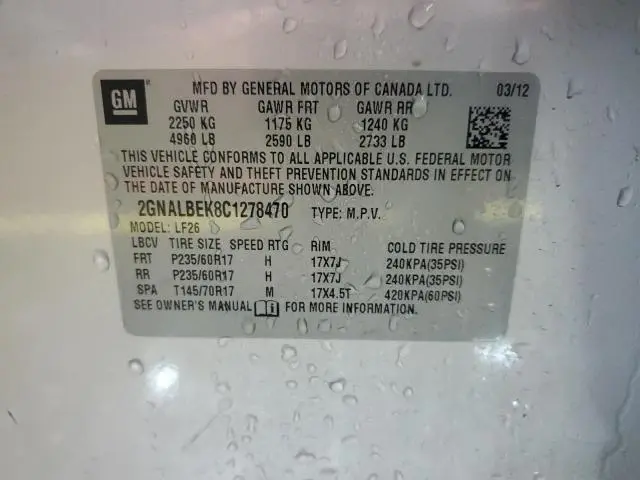 GM
MFD BY GENERAL MOTORS OF CANADA LTD. 03/12
GVWR GAWR FRT GAWR RR
2250 KG 1175 KG 1240 KG
4960 LB 2590 LB 2733 LB
THIS VEHICLE CONFORMS TO ALL APPLICABLE U.S. FEDERAL MOTOR
VEHICLE SAFETY AND THEFT PREVENTION STANDARDS IN EFFECT ON
THE DATE OF MANUFACTURE SHOWN ABOVE.
2GNALBEK8C1278470 TYPE: M.P.V.
MODEL: LF26
LBCV TIRE SIZE SPEED RTG RIM COLD TIRE PRESSURE
FRT P235/60R17 H 17X7J 240KPA(35PSI)
RR P235/60R17 H 17X7J 240KPA(35PSI)
SPA T145/70R17 M 17X4.5T 420KPA(60PSI)
SEE OWNER'S MANUAL FOR MORE INFORMATION.